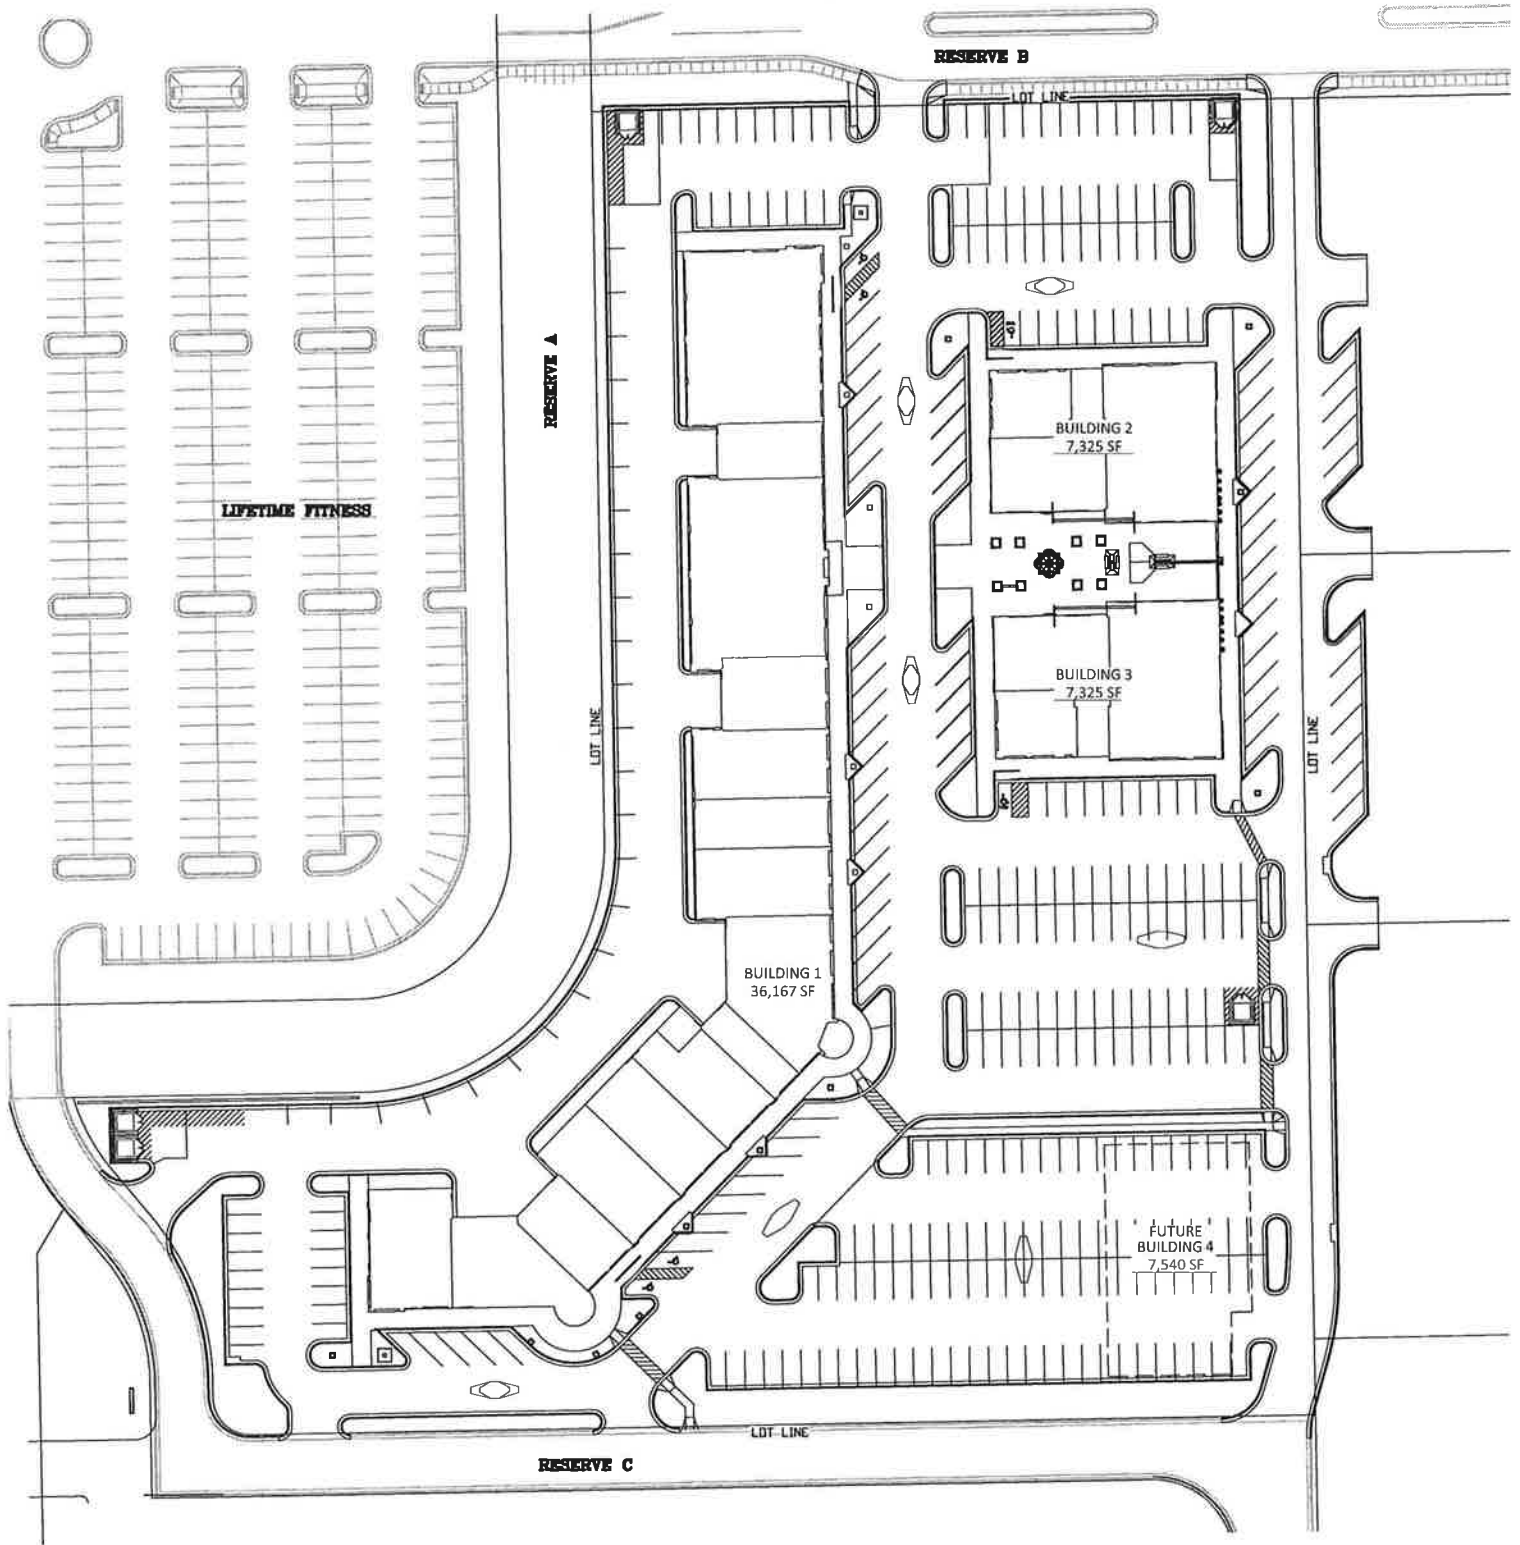 RESERVE B
LOT LINE
RESERVE A
BUILDING 2
7,325 SF
LIFETIME FITNESS
BUILDING 3
7,325 SF
LOT LINE
LOT LINE
BUILDING 1
36,167 SF
FUTURE
BUILDING 4
7,540 SF
LOT LINE
RESERVE C